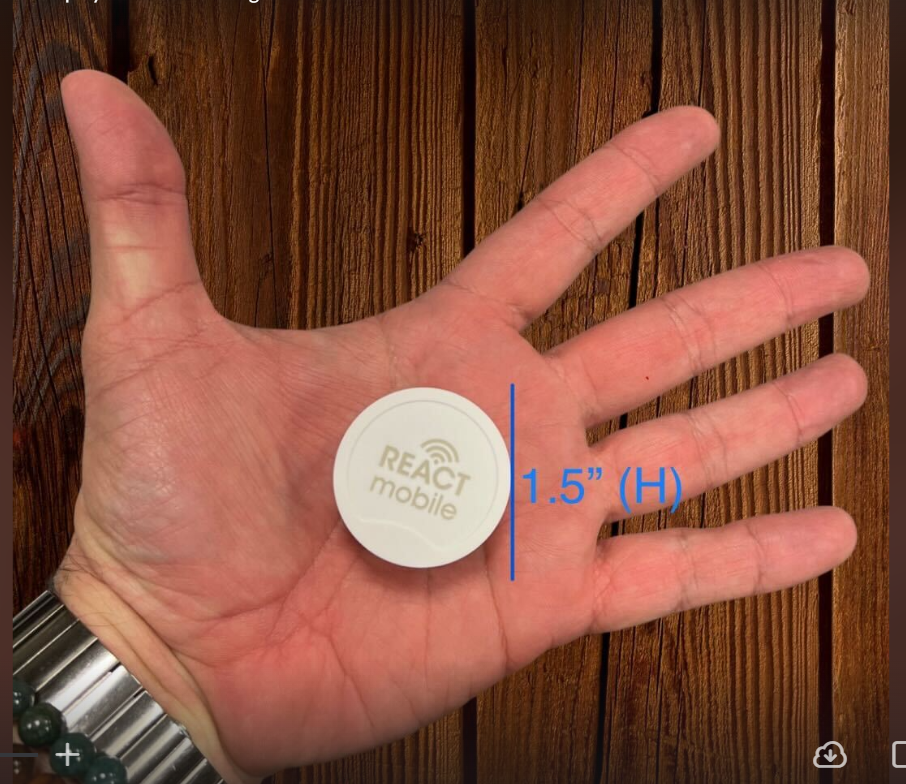 REACT
mobile
1.5” (H)